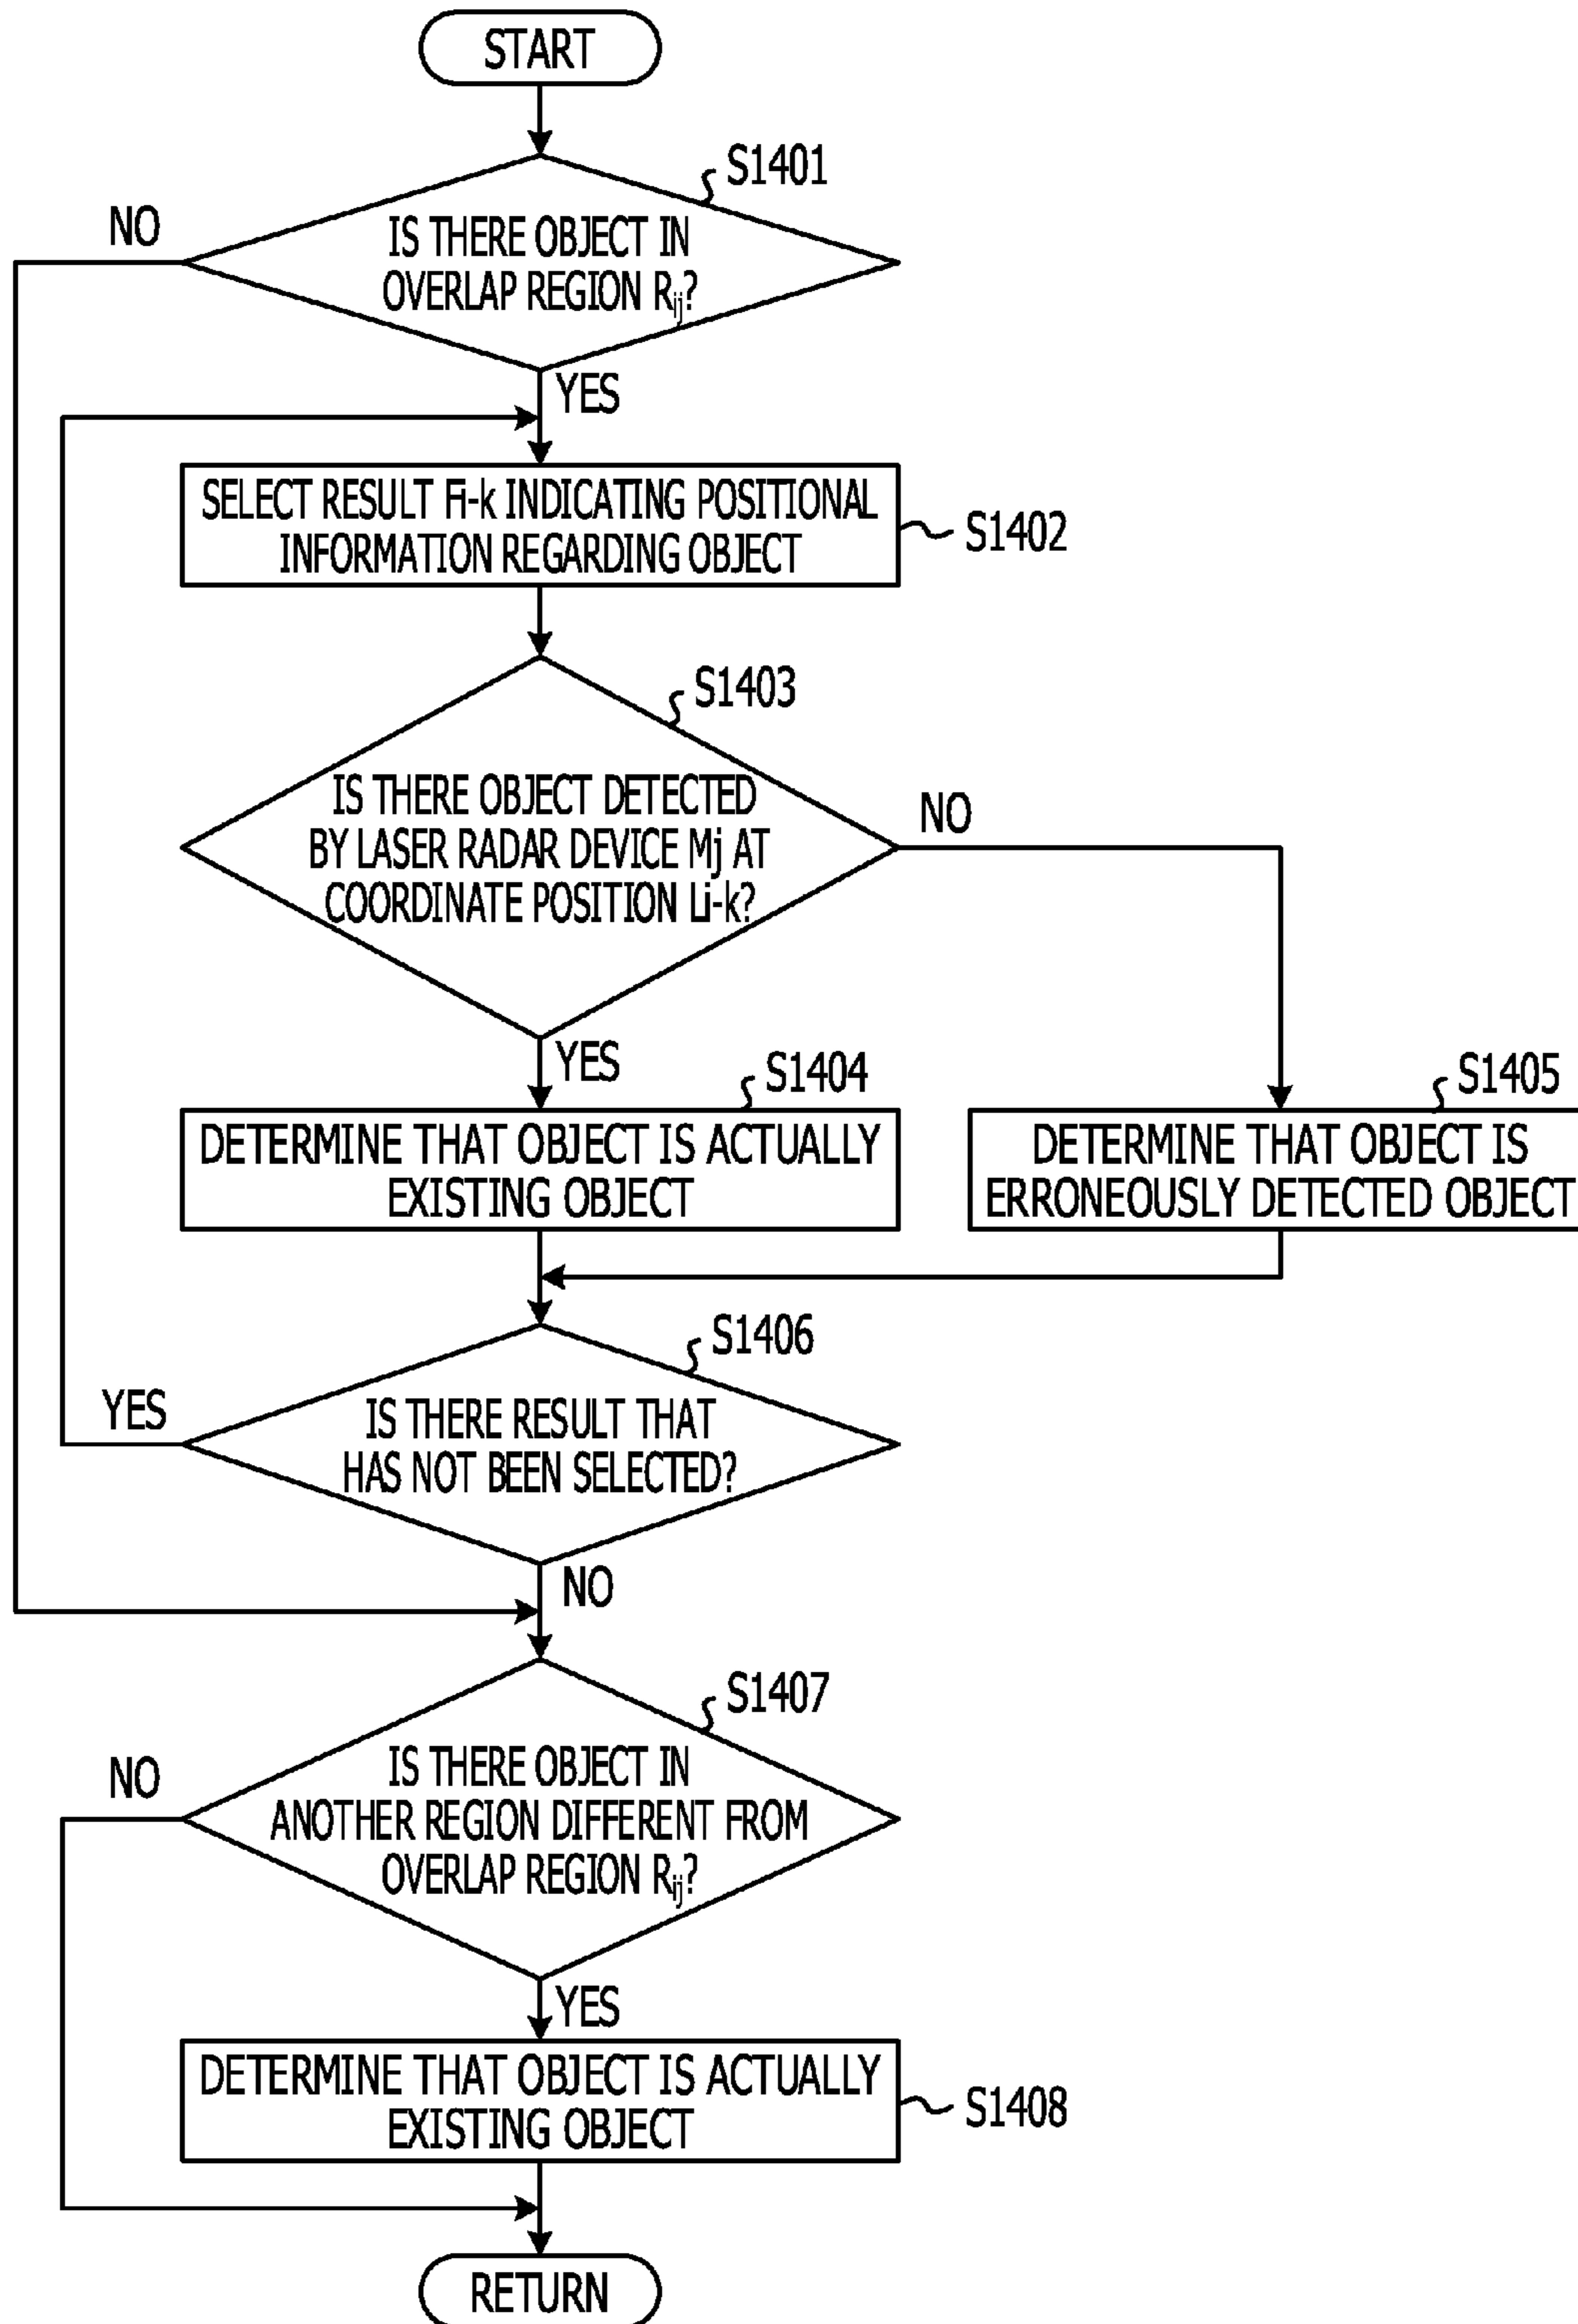 START
S1401
NO
IS THERE OBJECT IN
OVERLAP REGION Rij?
YES
SELECT RESULT Fi-k INDICATING POSITIONAL
INFORMATION REGARDING OBJECT
S1402
S1403
IS THERE OBJECT DETECTED
BY LASER RADAR DEVICE Mj AT
COORDINATE POSITION Li-k?
NO
YES
S1404
DETERMINE THAT OBJECT IS ACTUALLY
EXISTING OBJECT
S1405
DETERMINE THAT OBJECT IS
ERRONEOUSLY DETECTED OBJECT
S1406
YES
IS THERE RESULT THAT
HAS NOT BEEN SELECTED?
NO
S1407
NO
IS THERE OBJECT IN
ANOTHER REGION DIFFERENT FROM
OVERLAP REGION Rij?
YES
DETERMINE THAT OBJECT IS ACTUALLY
EXISTING OBJECT
S1408
RETURN